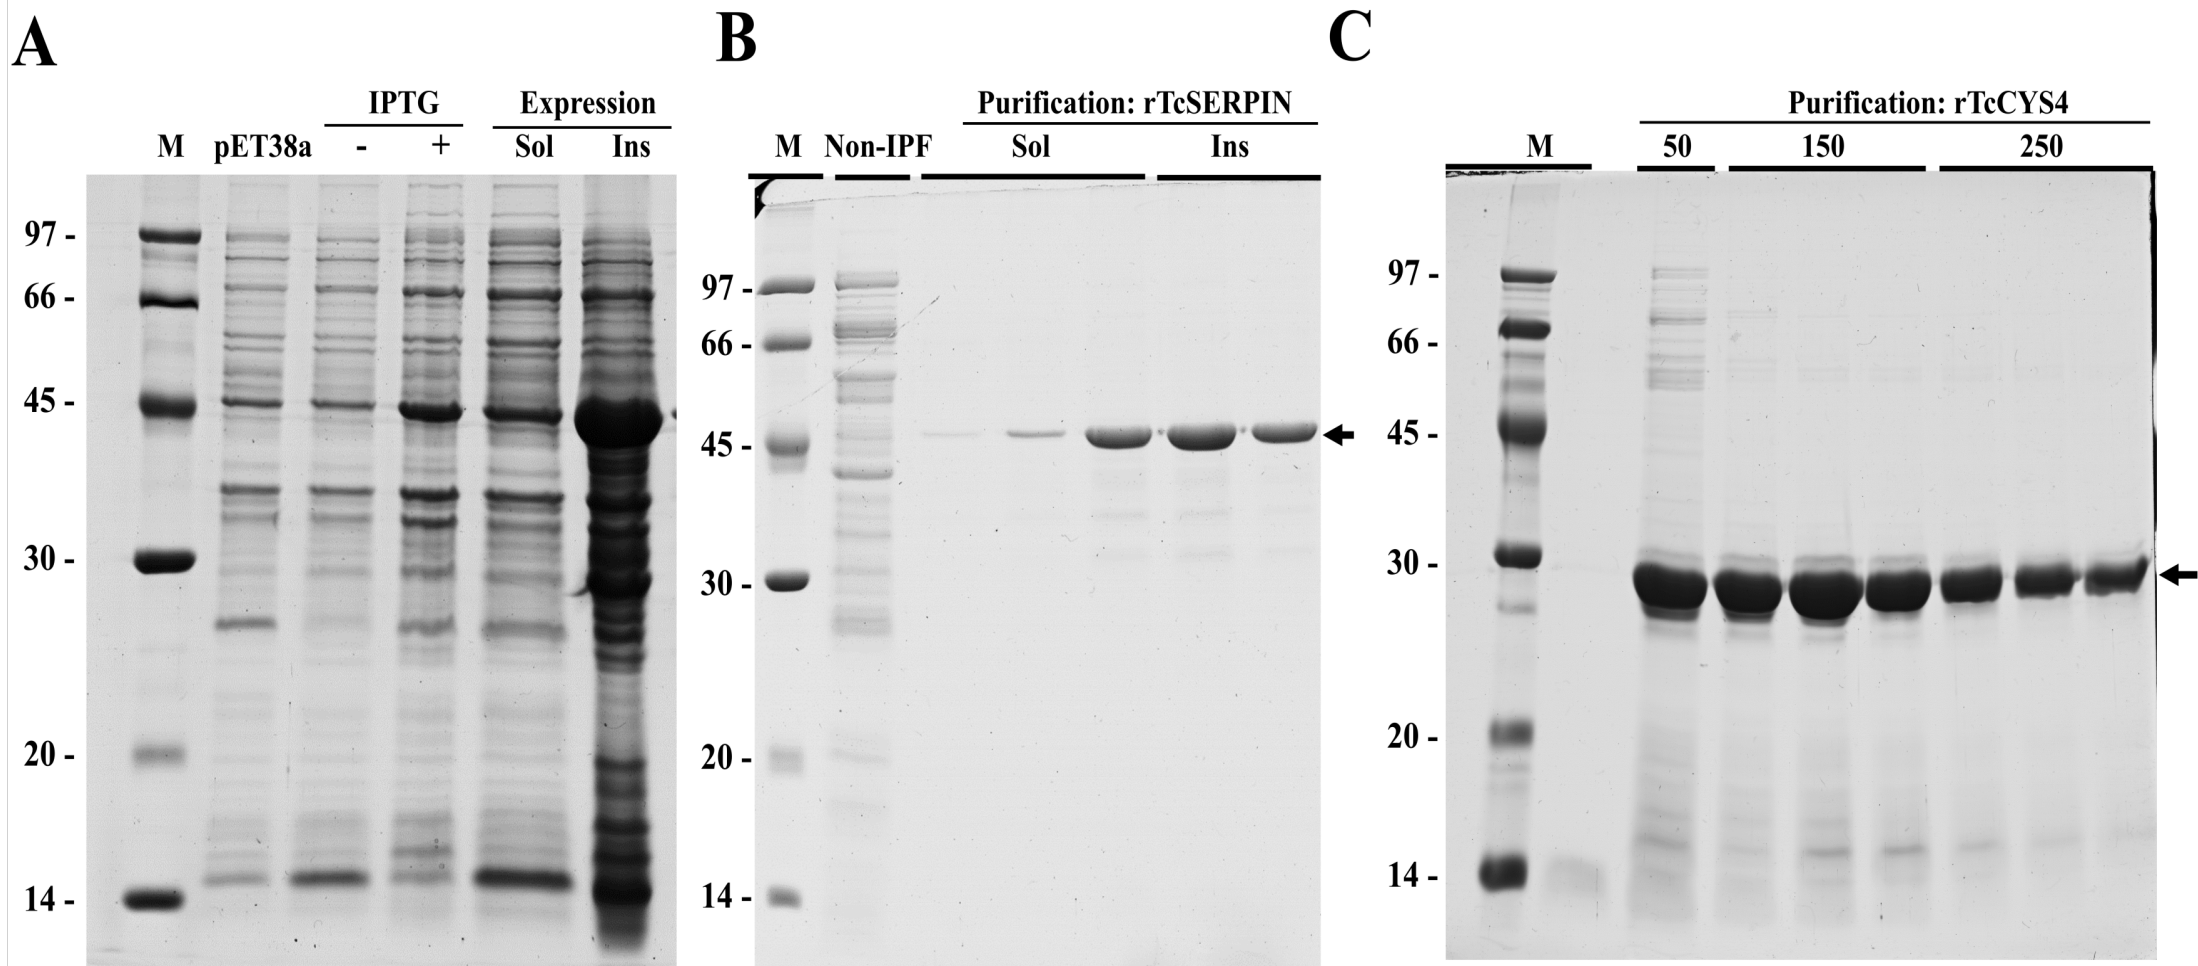 A
IPTG
Expression
M pET38a - + Sol Ins
97 -
66 -
45 -
30 -
20 -
14 -
B
Purification: rTcSERPIN
M Non-IPF Sol Ins
97 -
66 -
45 -
30 -
20 -
14 -
C
Purification: rTcCYS4
M 50 150 250
97 -
66 -
45 -
30 -
20 -
14 -